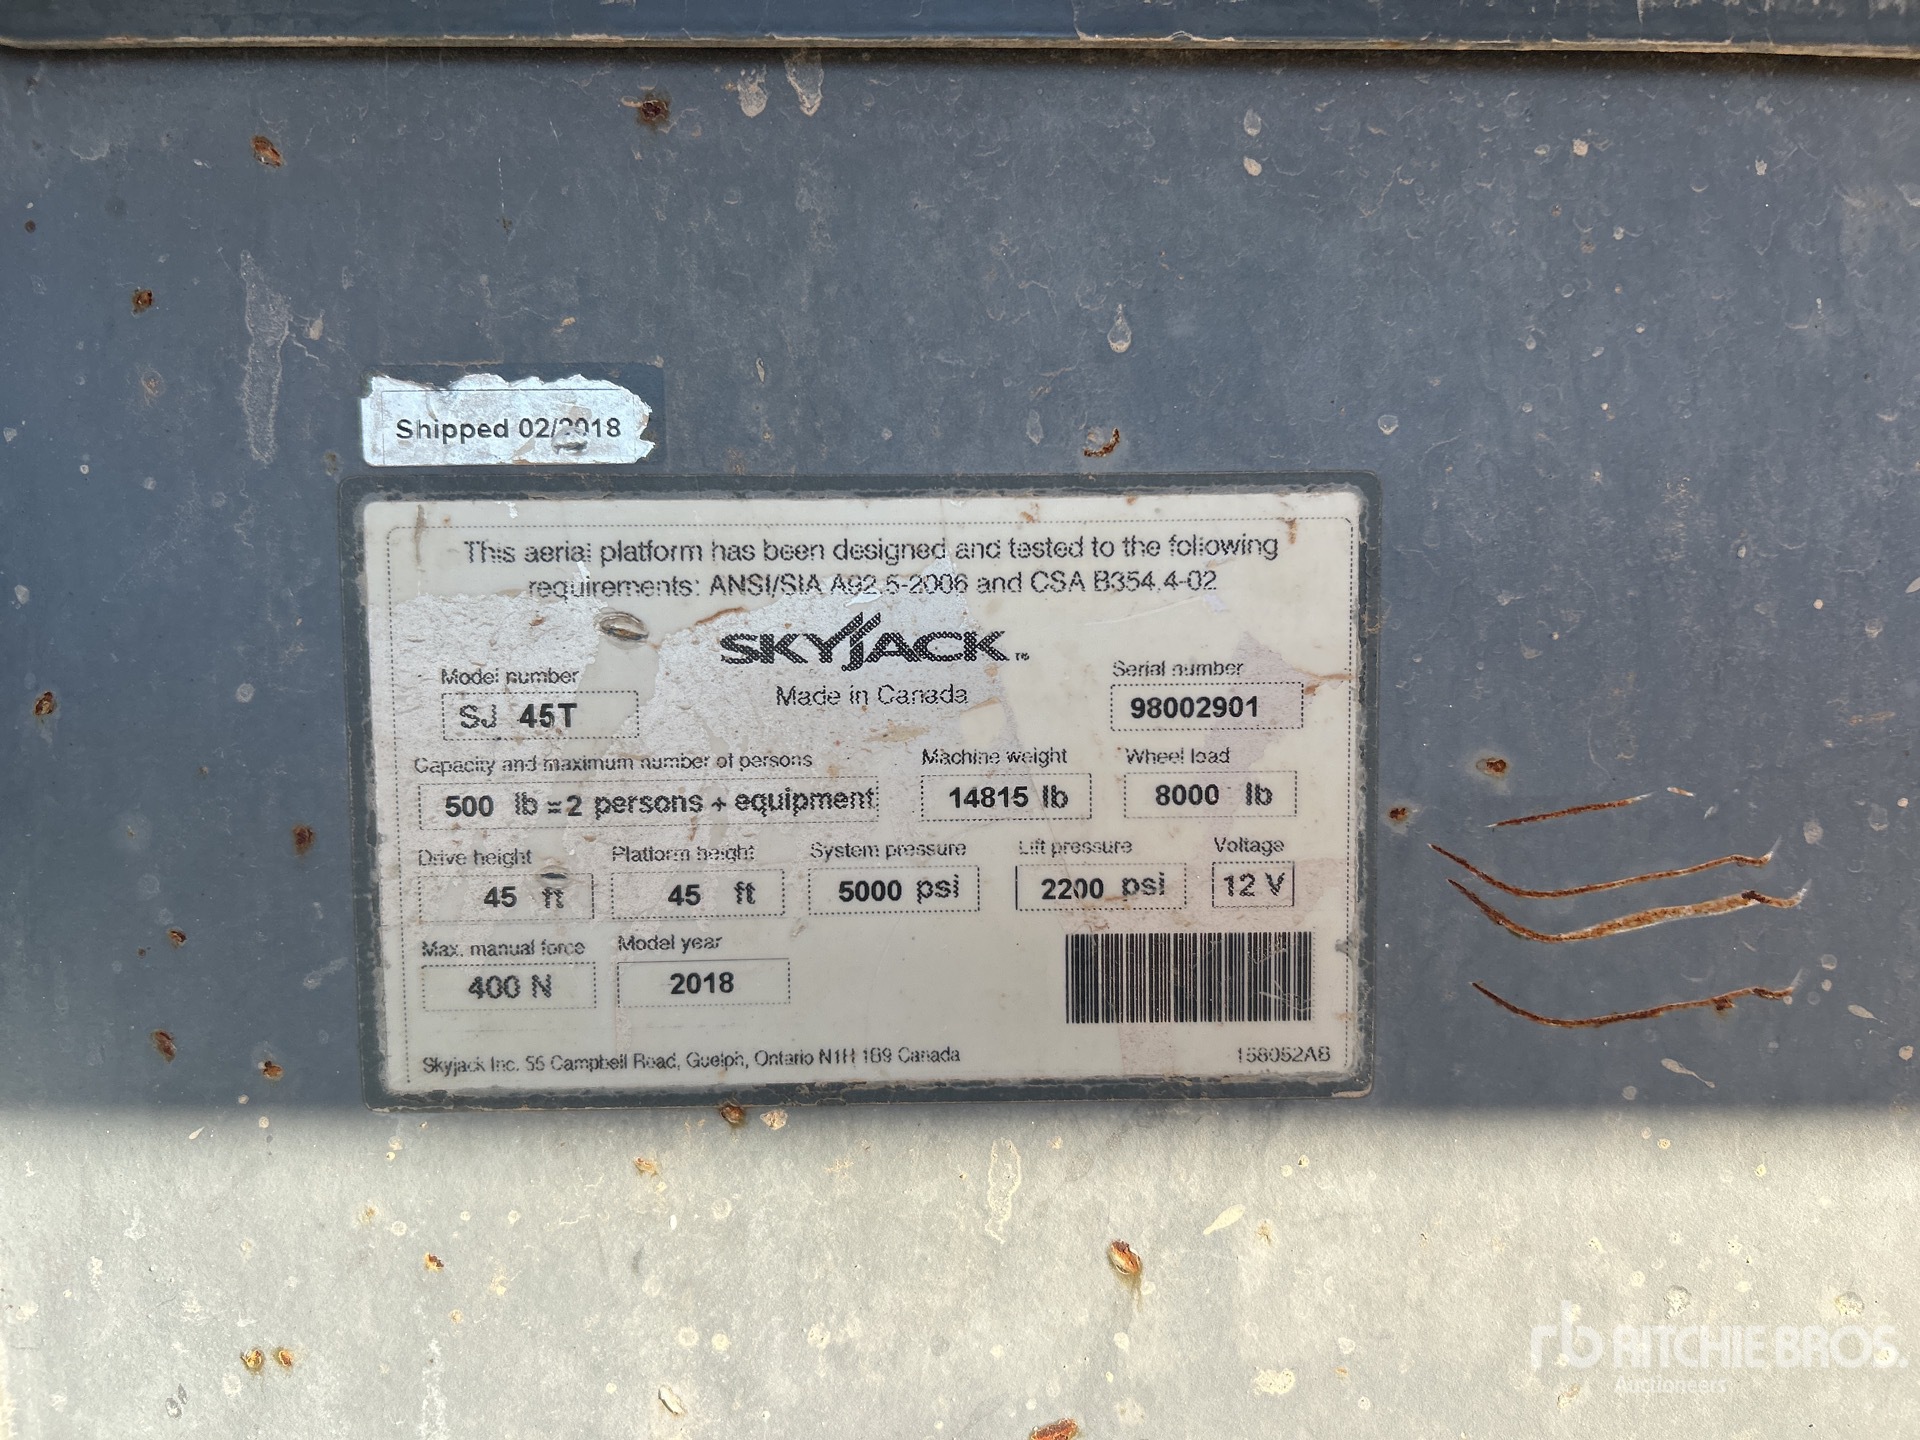 Shipped 02/2018
This aerial platform has been designed and tested to the following
requirements: ANSI/SIA A92.5-2006 and CSA B354.4-02
SKYJACK™
Made in Canada
Model number
SJ 45T
Serial number
98002901
Capacity and maximum number of persons
500 lb = 2 persons + equipment
Machine weight
14815 lb
Wheel load
8000 lb
Drive height
45 ft
Platform height
45 ft
System pressure
5000 psi
Lift pressure
2200 psi
Voltage
12 V
Max. manual force
400 N
Model year
2018
Skyjack Inc. 55 Campbell Road, Guelph, Ontario N1H 1B9 Canada
158052AB
rb RITCHIE BROS.
Auctioneers